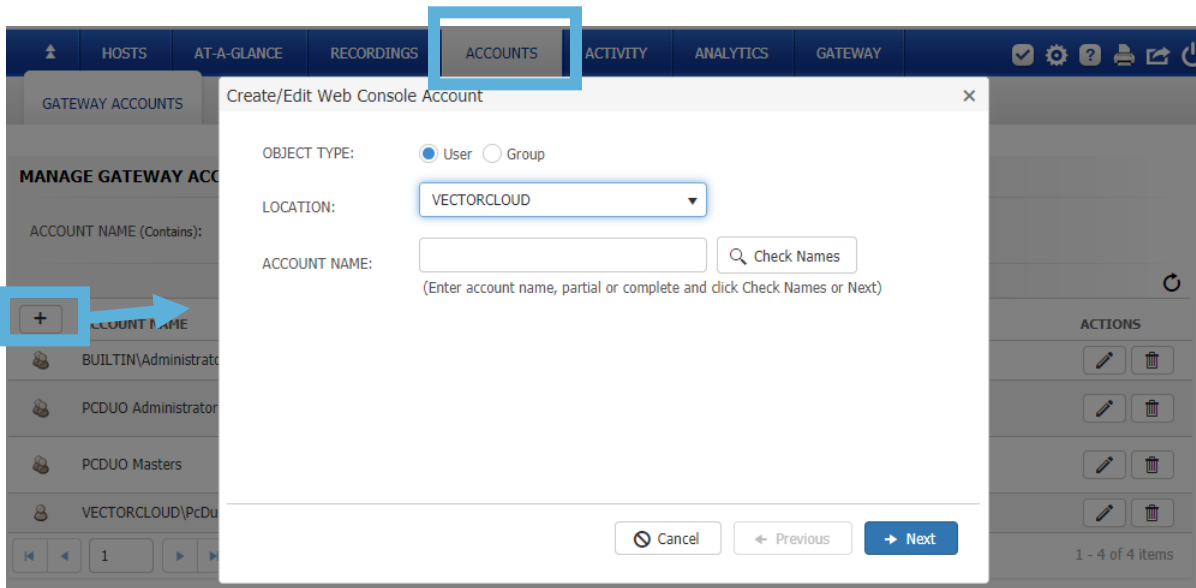 HOSTS AT-A-GLANCE RECORDINGS ACCOUNTS ACTIVITY ANALYTICS GATEWAY
GATEWAY ACCOUNTS
Create/Edit Web Console Account
OBJECT TYPE: User Group
MANAGE GATEWAY ACC
LOCATION: VECTORCLOUD
ACCOUNT NAME (Contains):
ACCOUNT NAME: Check Names
(Enter account name, partial or complete and click Check Names or Next)
+ NAME ACTIONS
BUILTIN\Administrato
PCDUO Administrator
PCDUO Masters
VECTORCLOUD\PcDu
Cancel Previous Next
1 1 - 4 of 4 items